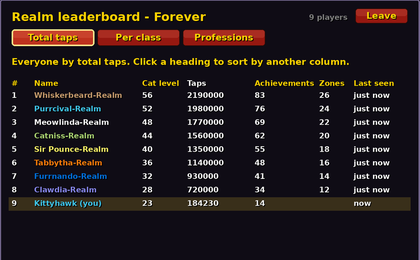 Realm leaderboard - Forever
9 players
Leave
Total taps
Per class
Professions
Everyone by total taps. Click a heading to sort by another column.
# Name Cat level Taps Achievements Zones Last seen
1 Whiskerbeard-Realm 56 2190000 83 26 just now
2 Purrcival-Realm 52 1980000 76 24 just now
3 Meowlinda-Realm 48 1770000 69 22 just now
4 Catniss-Realm 44 1560000 62 20 just now
5 Sir Pounce-Realm 40 1350000 55 18 just now
6 Tabbytha-Realm 36 1140000 48 16 just now
7 Furrnando-Realm 32 930000 41 14 just now
8 Clawdia-Realm 28 720000 34 12 just now
9 Kittyhawk (you) 23 184230 14 now